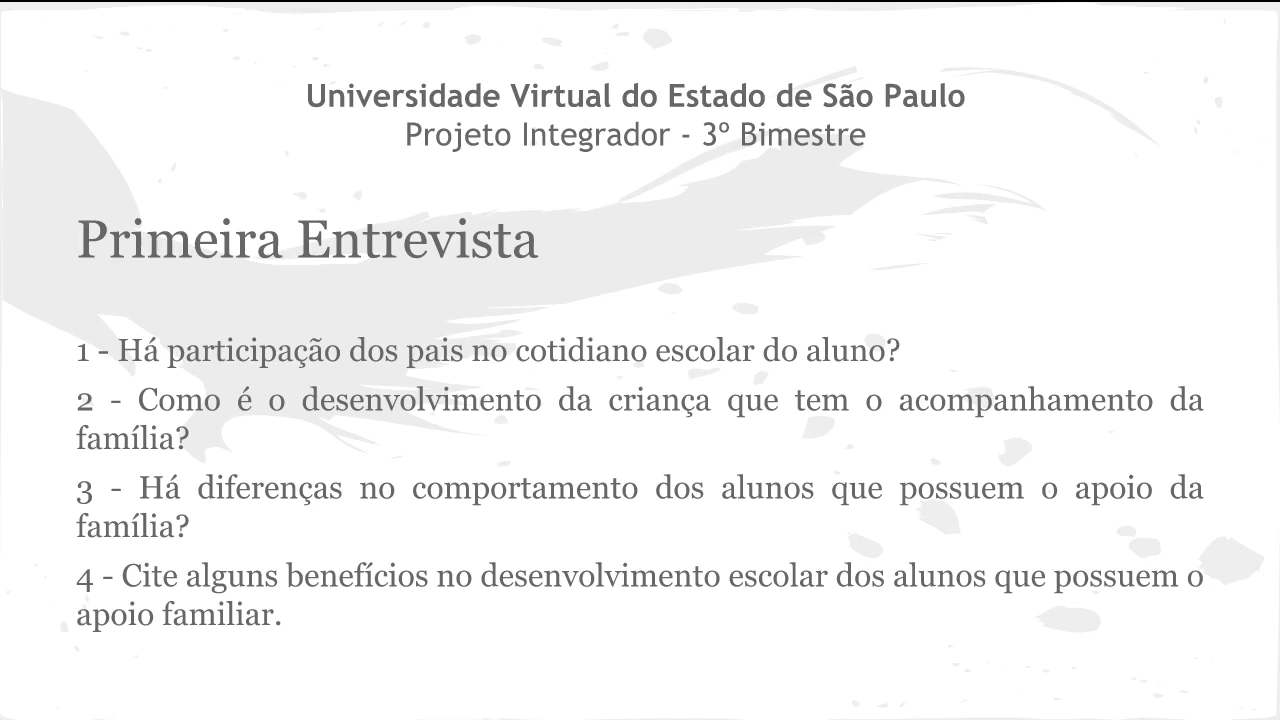 Universidade Virtual do Estado de São Paulo
Projeto Integrador - 3º Bimestre
Primeira Entrevista
1 - Há participação dos pais no cotidiano escolar do aluno?
2 - Como é o desenvolvimento da criança que tem o acompanhamento da
família?
3 - Há diferenças no comportamento dos alunos que possuem o apoio da
família?
4 - Cite alguns benefícios no desenvolvimento escolar dos alunos que possuem o
apoio familiar.